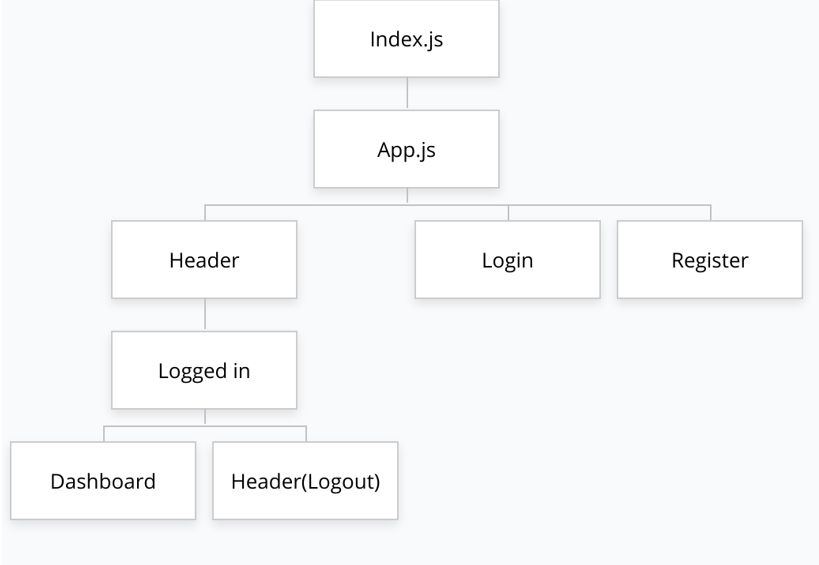 Index.js
App.js
Header
Login
Register
Logged in
Dashboard
Header(Logout)